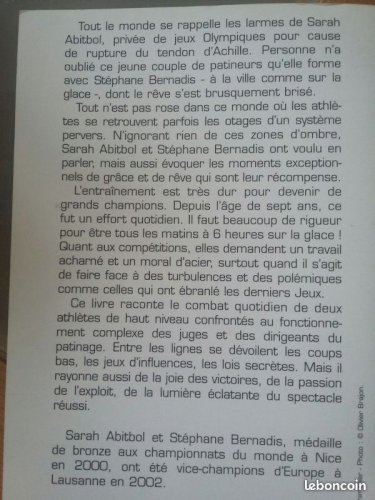 Tout le monde se rappelle les larmes de Sarah
Abitbol, privée de jeux Olympiques pour cause
de rupture du tendon d'Achille. Personne n'a
oublié ce jeune couple de patineurs qu'elle forme
avec Stéphane Bernadis - à la ville comme sur la
glace -, dont le rêve s'est brusquement brisé.
Tout n'est pas rose dans ce monde où les athlè-
tes se retrouvent parfois les otages d'un système
pervers. N'ignorant rien de ces zones d'ombre,
Sarah Abitbol et Stéphane Bernadis ont voulu en
parler, mais aussi évoquer les moments exception-
nels de grâce et de rêve qui sont leur récompense.
L'entraînement est très dur pour devenir de
grands champions. Depuis l'âge de sept ans, ce
fut un effort quotidien. Il faut beaucoup de rigueur
pour être tous les matins à 6 heures sur la glace !
Quant aux compétitions, elles demandent un travail
acharné et un moral d'acier, surtout quand il s'agit
de faire face à des turbulences et des polémiques
comme celles qui ont ébranlé les derniers Jeux.
Ce livre raconte le combat quotidien de deux
athlètes de haut niveau confrontés au fonctionne-
ment complexe des juges et des dirigeants du
patinage. Entre les lignes se dévoilent les coups
bas, les jeux d'influences, les lois secrètes. Mais il
rayonne aussi de la joie des victoires, de la passion
de l'exploit, de la lumière éclatante du spectacle
réussi.
Sarah Abitbol et Stéphane Bernadis, médaille
de bronze aux championnats du monde à Nice
en 2000, ont été vice-champions d'Europe à
Lausanne en 2002.
Photo : © Olivier Brajon.
leboncoin